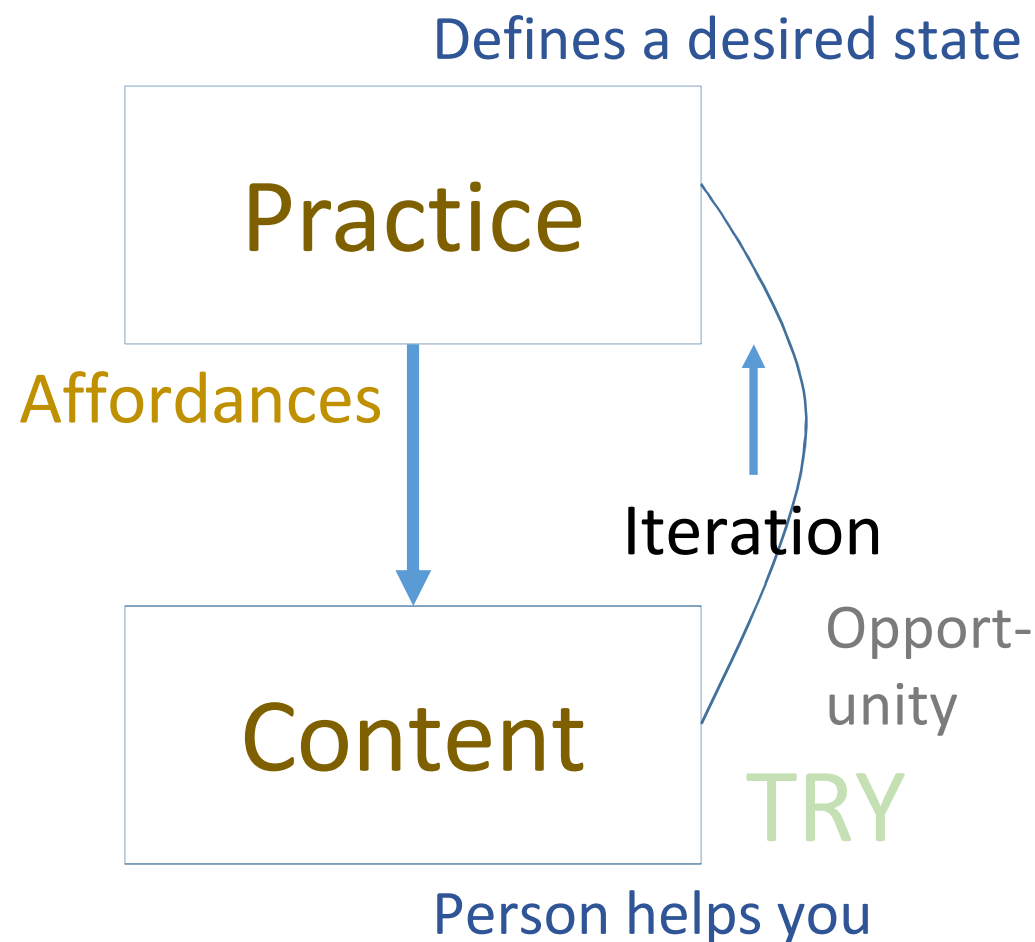 Defines a desired state
Practice
Affordances
Iteration
Opport-
unity
Content
TRY
Person helps you